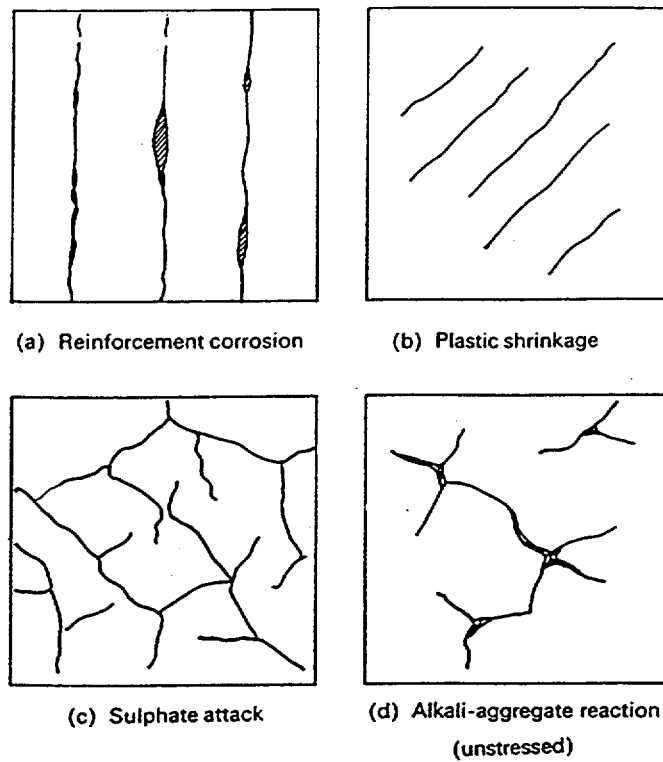 (a) Reinforcement corrosion
(b) Plastic shrinkage
(c) Sulphate attack
(d) Alkali-aggregate reaction
(unstressed)